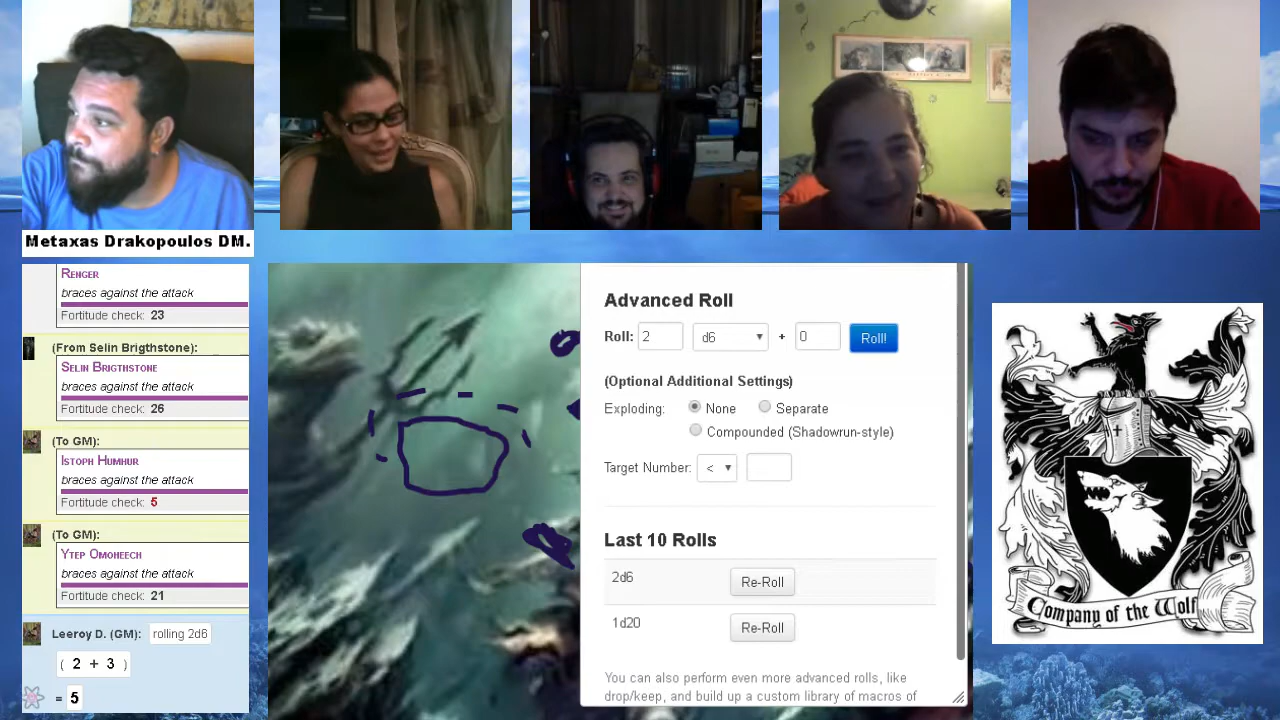 Metaxas Drakopoulos DM.
Renger
braces against the attack
Fortitude check: 23
(From Selin Brigthstone):
Selin Brigthstone
braces against the attack
Fortitude check: 26
(To GM):
Istoph Humhur
braces against the attack
Fortitude check: 5
(To GM):
Ytep Omoheech
braces against the attack
Fortitude check: 21
Leeroy D. (GM): rolling 2d6
( 2 + 3 )
= 5
Advanced Roll
Roll: 2 d6 + 0 Roll!
(Optional Additional Settings)
Exploding: None Separate
Compounded (Shadowrun-style)
Target Number: <
Last 10 Rolls
2d6 Re-Roll
1d20 Re-Roll
You can also perform even more advanced rolls, like
drop/keep, and build up a custom library of macros of
Company of the Wolf